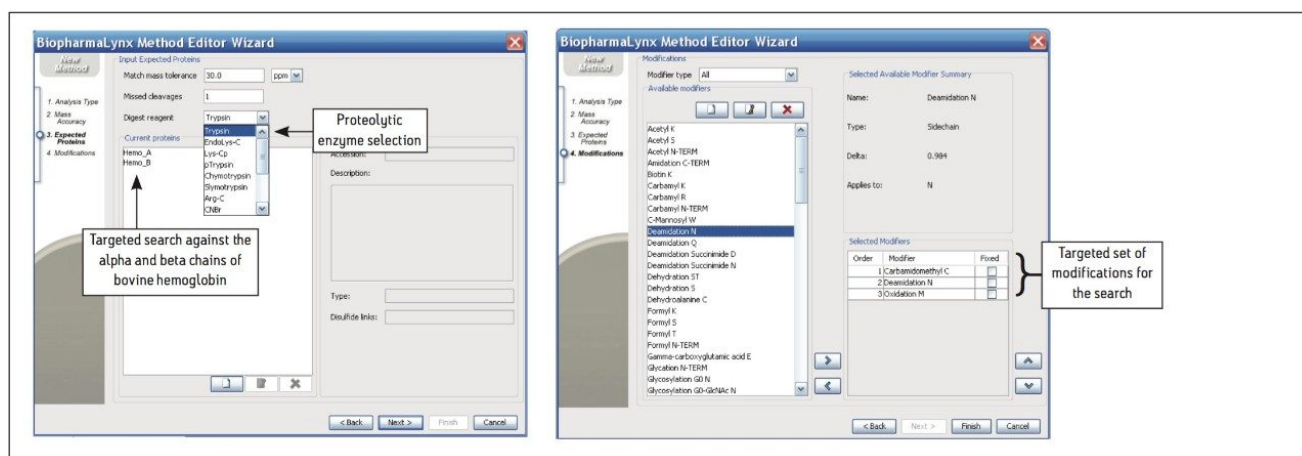 BiopharmaLynx Method Editor Wizard
New
Method
1. Analysis Type
2. Mass
Accuracy
3. Expected
Proteins
4. Modifications
Input Expected Proteins
Match mass tolerance 30.0 ppm
Missed cleavages 1
Digest reagent Trypsin
Trypsin
EndoLys-C
Lys-Cp
pTrypsin
Chymotrypsin
Slymotrypsin
Arg-C
CNBr
Current proteins
Hemo_A
Hemo_B
Accession:
Description:
Type:
Disulfide links:
Proteolytic
enzyme selection
Targeted search against the
alpha and beta chains of
bovine hemoglobin
< Back Next > Finish Cancel
BiopharmaLynx Method Editor Wizard
New
Method
1. Analysis Type
2. Mass
Accuracy
3. Expected
Proteins
4. Modifications
Modifications
Modifier type All
Available modifiers
Acetyl K
Acetyl S
Acetyl N-TERM
Amidation C-TERM
Biotin K
Carbamyl K
Carbamyl R
Carbamyl N-TERM
C-Mannosyl W
Deamidation N
Deamidation Q
Deamidation Succinimide D
Deamidation Succinimide N
Dehydration ST
Dehydration S
Dehydroalanine C
Formyl K
Formyl S
Formyl T
Formyl N-TERM
Gamma-carboxyglutamic acid E
Glycation N-TERM
Glycosylation G0 N
Glycosylation G0-GlcNAc N
Selected Available Modifier Summary
Name: Deamidation N
Type: Sidechain
Delta: 0.984
Applies to: N
Selected Modifiers
Order Modifier Fixed
1 Carbamidomethyl C
2 Deamidation N
3 Oxidation M
Targeted set of
modifications for
the search
< Back Next > Finish Cancel